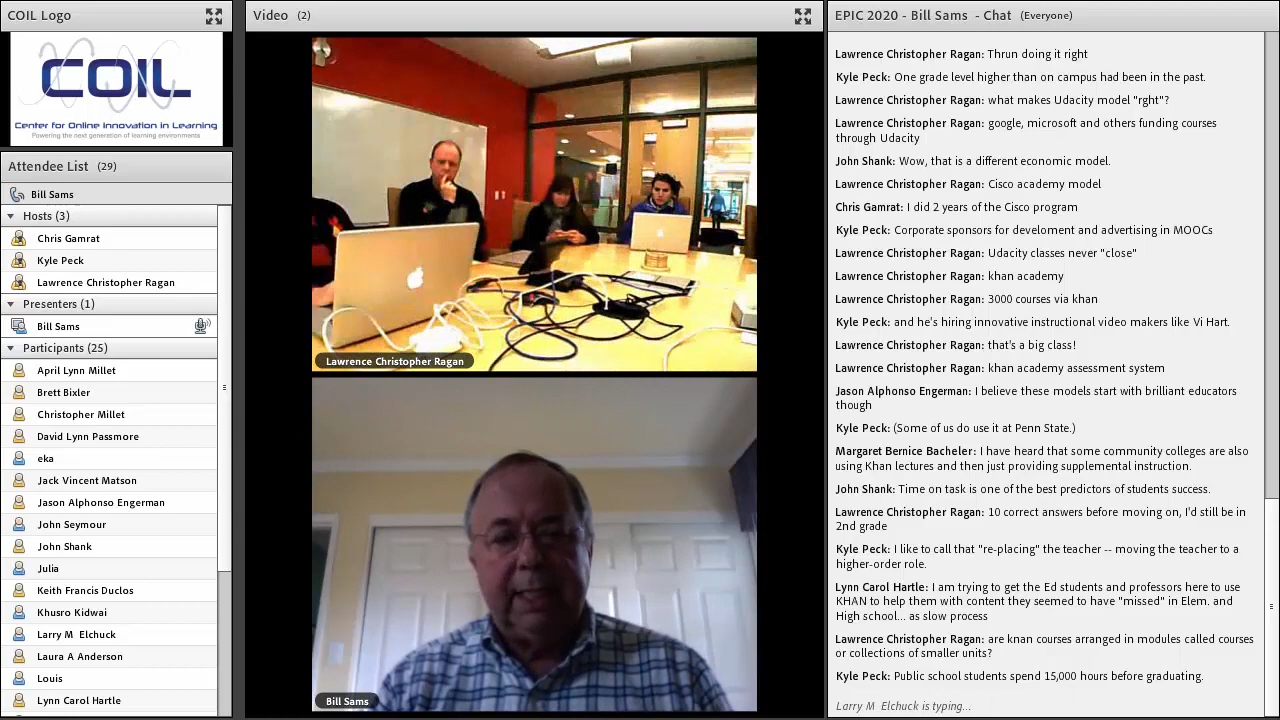 COIL Logo
COIL
Center for Online Innovation in Learning
Powering the next generation of learning environments
Attendee List (29)
Bill Sams
Hosts (3)
Chris Gamrat
Kyle Peck
Lawrence Christopher Ragan
Presenters (1)
Bill Sams
Participants (25)
April Lynn Millet
Brett Bixler
Christopher Millet
David Lynn Passmore
eka
Jack Vincent Matson
Jason Alphonso Engerman
John Seymour
John Shank
Julia
Keith Francis Duclos
Khusro Kidwai
Larry M Elchuck
Laura A Anderson
Louis
Lynn Carol Hartle
Video (2)
Lawrence Christopher Ragan
Bill Sams
EPIC 2020 - Bill Sams - Chat (Everyone)
Lawrence Christopher Ragan: Thrun doing it right
Kyle Peck: One grade level higher than on campus had been in the past.
Lawrence Christopher Ragan: what makes Udacity model "rght"?
Lawrence Christopher Ragan: google, microsoft and others funding courses
through udacity
John Shank: Wow, that is a different economic model.
Lawrence Christopher Ragan: Cisco academy model
Chris Gamrat: I did 2 years of the Cisco program
Kyle Peck: Corporate sponsors for development and advertising in MOOCs
Lawrence Christopher Ragan: Udacity classes never "close"
Lawrence Christopher Ragan: khan academy
Lawrence Christopher Ragan: 3000 courses via khan
Kyle Peck: and he's hiring innovative instructional video makers like Vi Hart
Lawrence Christopher Ragan: that's a big class!
Lawrence Christopher Ragan: khan academy assessment system
Jason Alphonso Engerman: I believe these models start with brilliant educators
though
Kyle Peck: (Some of us do use it at Penn State.)
Margaret Bernice Bacheler: I have heard that some community colleges are also
using Khan lectures and then just providing supplemental instruction.
John Shank: Time on task is one of the best predictors of students success.
Lawrence Christopher Ragan: 10 correct answers before moving on, I'd still be in
2nd grade
Kyle Peck: I like to call that "re-placing" the teacher -- moving the teacher to a
higher-order role
Lynn Carol Hartle: I am trying to get the Ed students and professors here to use
KHAN to help them with content they seemed to have "missed" in Elem. and
High school... as slow process
Lawrence Christopher Ragan: are knan courses arranged in modules called courses
or collections of smaller units?
Kyle Peck: Public school students spend 15,000 hours before graduating.
Larry M Elchuck is typing...